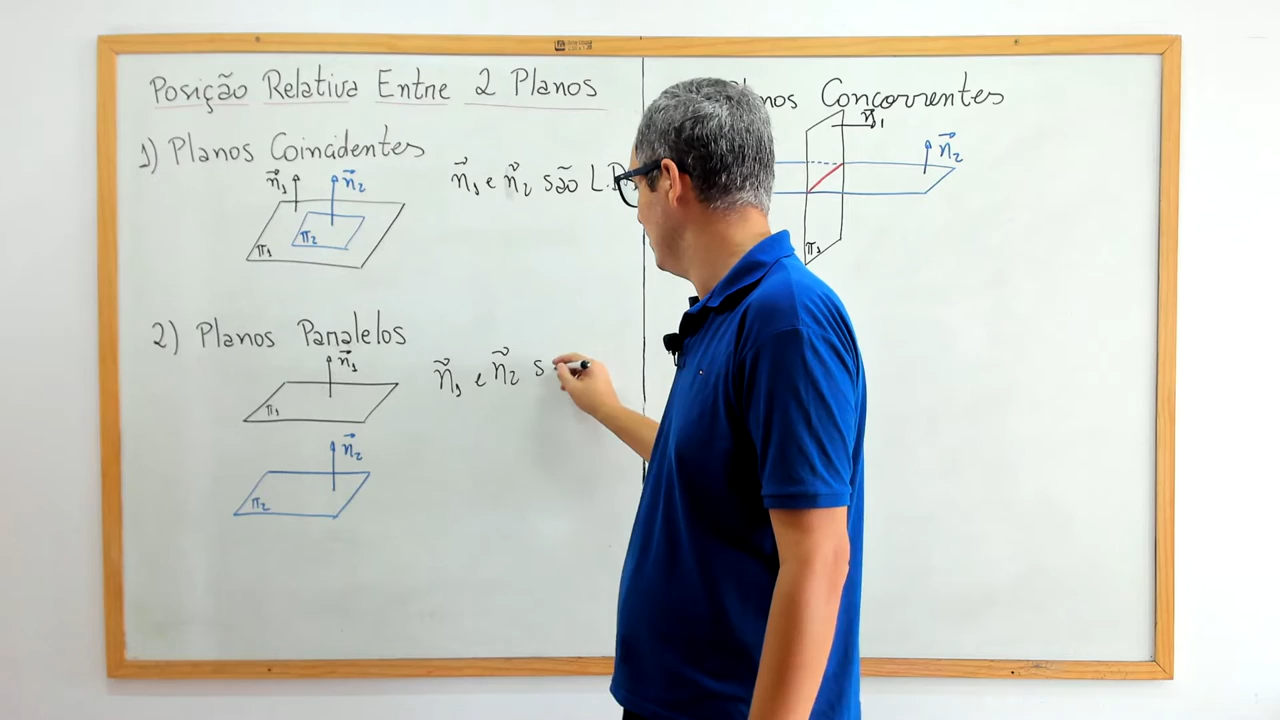 Posição Relativa Entre 2 Planos
1) Planos Coincidentes
n⃗₁ n⃗₂
π₁ π₂
n⃗₁ e n⃗₂ são L.D
2) Planos Paralelos
n⃗₁
π₁
n⃗₂
π₂
n⃗₁ e n⃗₂ s
Concorrentes
n⃗₁
n⃗₂
π₁